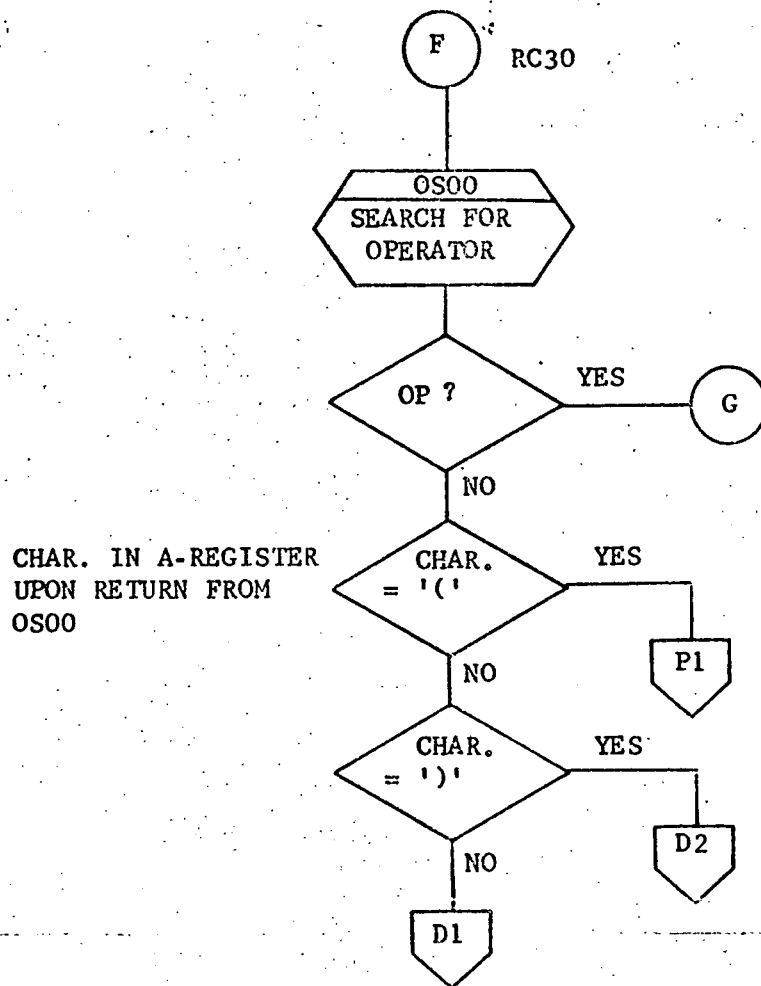 F RC30
OS00
SEARCH FOR
OPERATOR
OP ? YES G
NO
CHAR. IN A-REGISTER
UPON RETURN FROM
OS00
CHAR. YES
= '('
P1
NO
CHAR. YES
= ')'
D2
NO
D1